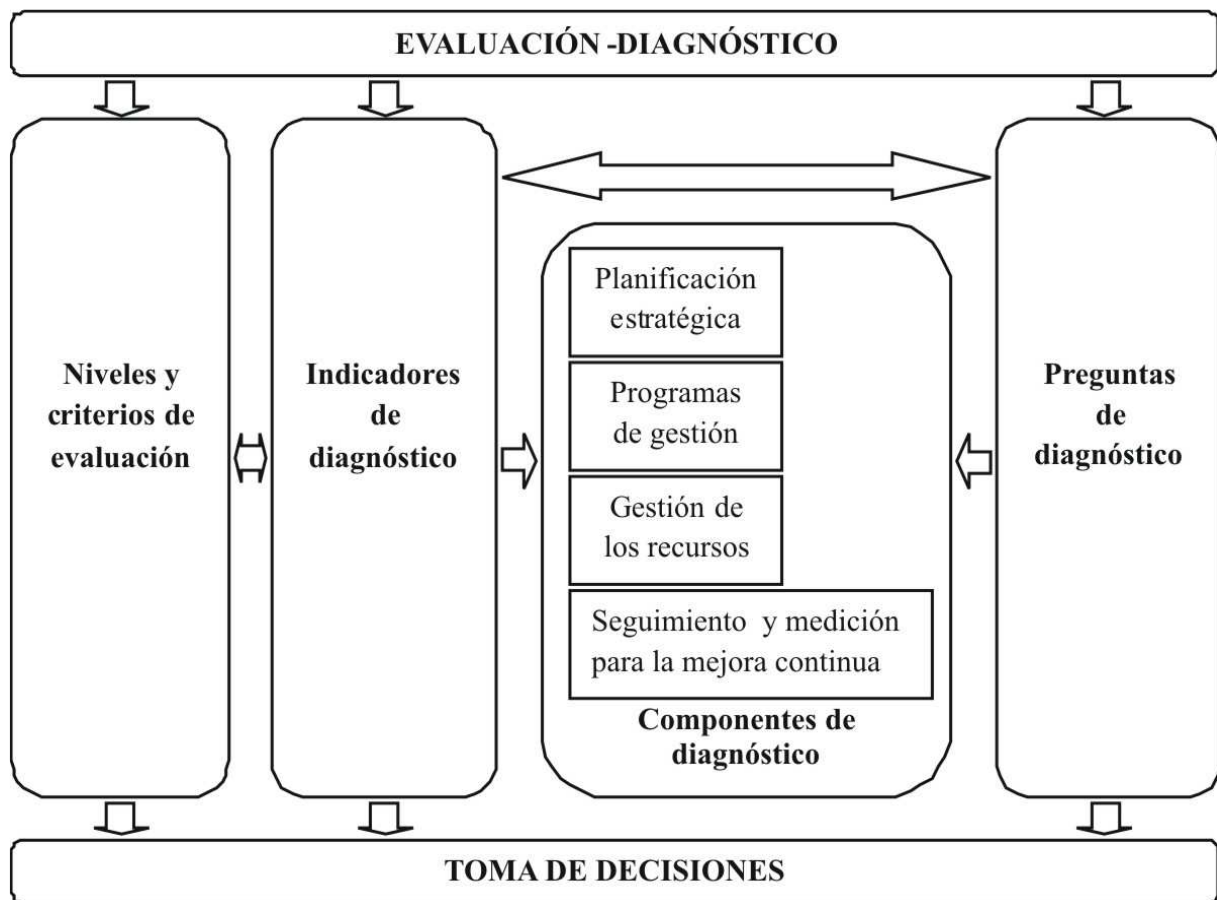 EVALUACIÓN -DIAGNÓSTICO
Niveles y
criterios de
evaluación
Indicadores
de
diagnóstico
Planificación
estratégica
Programas
de gestión
Gestión de
los recursos
Seguimiento y medición
para la mejora continua
Componentes de
diagnóstico
Preguntas
de
diagnóstico
TOMA DE DECISIONES